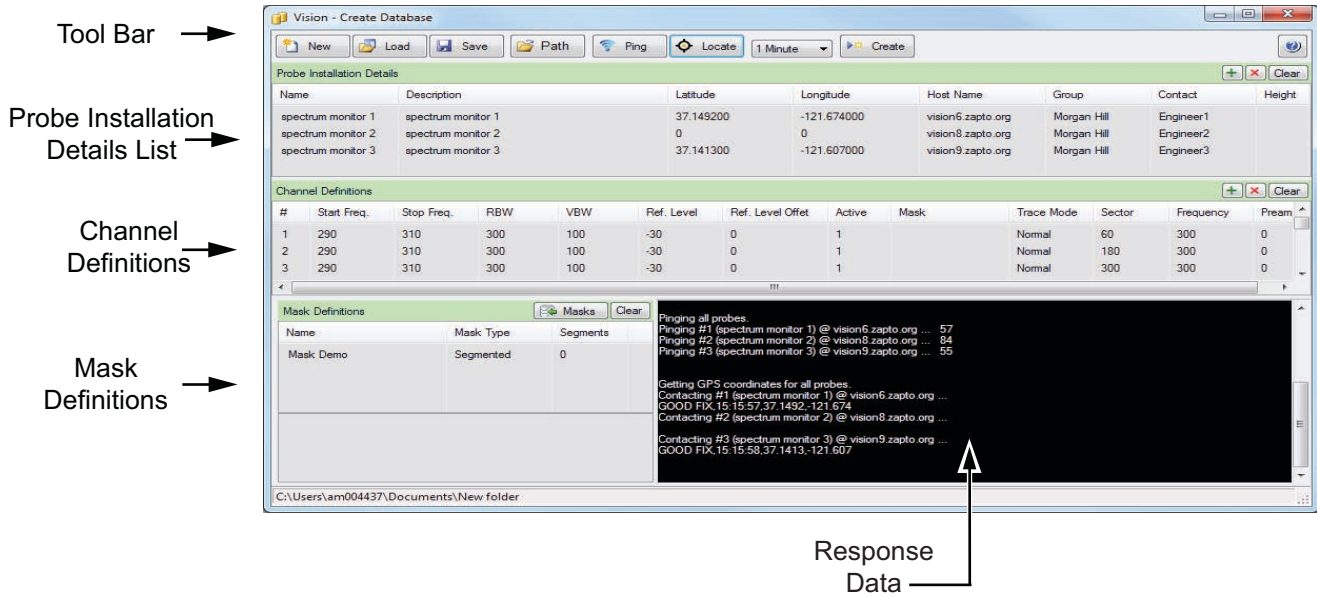 Vision - Create Database
Tool Bar
New Load Save Path Ping Locate 1 Minute Create
Probe Installation Details Clear
Name Description Latitude Longitude Host Name Group Contact Height
Probe Installation
Details List
spectrum monitor 1 spectrum monitor 1 37.149200 -121.674000 vision6.zapto.org Morgan Hill Engineer1
spectrum monitor 2 spectrum monitor 2 0 0 vision8.zapto.org Morgan Hill Engineer2
spectrum monitor 3 spectrum monitor 3 37.141300 -121.607000 vision9.zapto.org Morgan Hill Engineer3
Channel Definitions Clear
# Start Freq. Stop Freq. RBW VBW Ref. Level Ref. Level Offet Active Mask Trace Mode Sector Frequency Pream
Channel
Definitions
1 290 310 300 100 -30 0 1 Normal 60 300 0
2 290 310 300 100 -30 0 1 Normal 180 300 0
3 290 310 300 100 -30 0 1 Normal 300 300 0
Mask Definitions Masks Clear
Name Mask Type Segments
Mask Demo Segmented 0
Mask
Definitions
Pinging all probes.
Pinging #1 (spectrum monitor 1) @ vision6.zapto.org ... 57
Pinging #2 (spectrum monitor 2) @ vision8.zapto.org ... 84
Pinging #3 (spectrum monitor 3) @ vision9.zapto.org ... 55
Getting GPS coordinates for all probes.
Contacting #1 (spectrum monitor 1) @ vision6.zapto.org ...
GOOD FIX,15:15:57,37.1492,-121.674
Contacting #2 (spectrum monitor 2) @ vision8.zapto.org ...
Contacting #3 (spectrum monitor 3) @ vision9.zapto.org ...
GOOD FIX,15:15:58,37.1413,-121.607
C:\Users\am004437\Documents\New folder
Response
Data